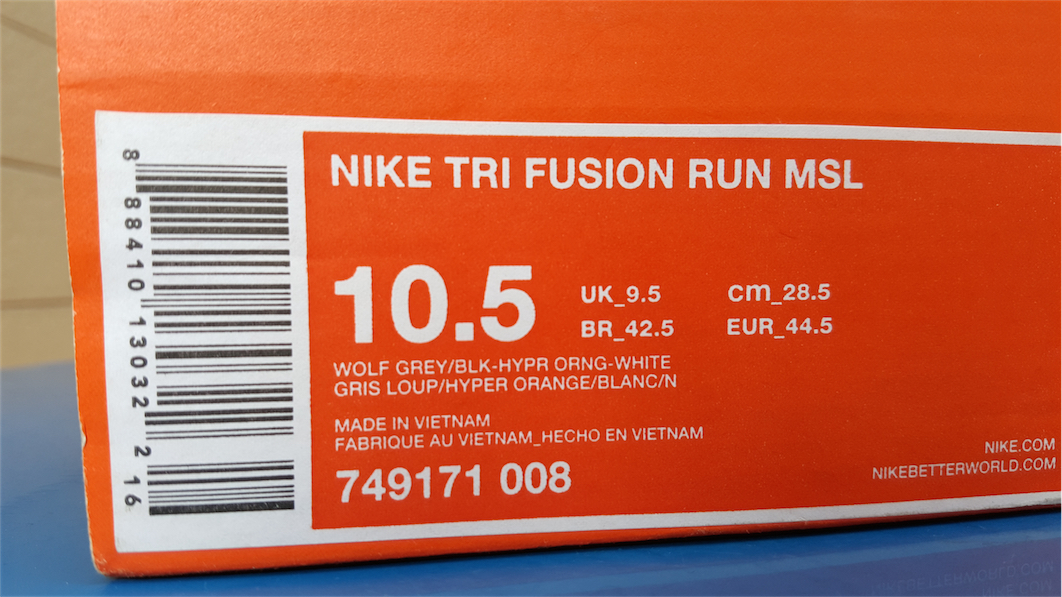 8 88410 13032 2 16
NIKE TRI FUSION RUN MSL
10.5
UK_9.5 cm_28.5
BR_42.5 EUR_44.5
WOLF GREY/BLK-HYPR ORNG-WHITE
GRIS LOUP/HYPER ORANGE/BLANC/N
MADE IN VIETNAM
FABRIQUE AU VIETNAM_HECHO EN VIETNAM
749171 008
NIKE.COM
NIKEBETTERWORLD.COM